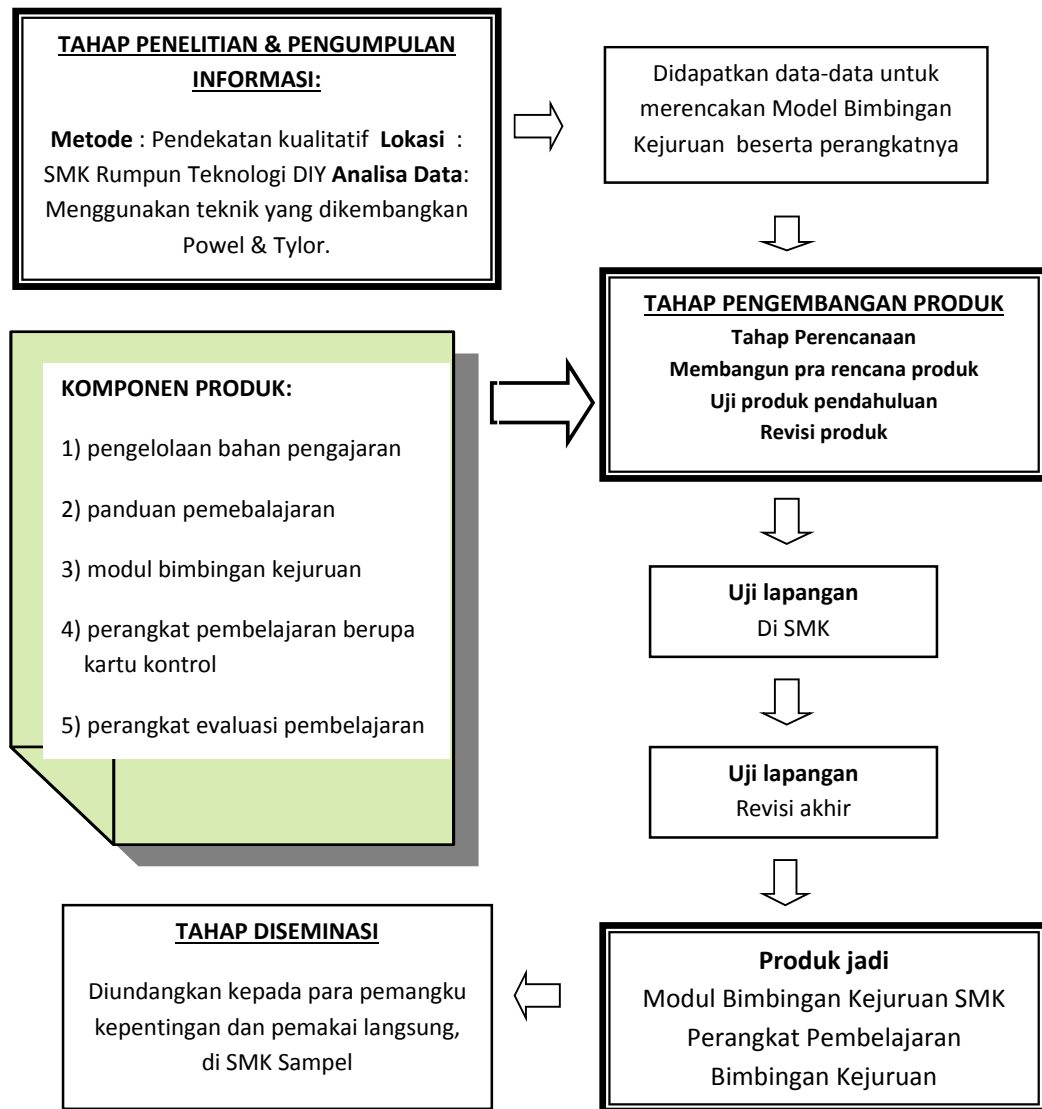 TAHAP PENELITIAN & PENGUMPULAN
INFORMASI:
Metode : Pendekatan kualitatif Lokasi :
SMK Rumpun Teknologi DIY Analisa Data:
Menggunakan teknik yang dikembangkan
Powel & Tylor.
Didapatkan data-data untuk
merencakan Model Bimbingan
Kejuruan beserta perangkatnya
TAHAP PENGEMBANGAN PRODUK
Tahap Perencanaan
Membangun pra rencana produk
Uji produk pendahuluan
Revisi produk
KOMPONEN PRODUK:
1) pengelolaan bahan pengajaran
2) panduan pemebalajaran
3) modul bimbingan kejuruan
4) perangkat pembelajaran berupa
kartu kontrol
5) perangkat evaluasi pembelajaran
Uji lapangan
Di SMK
Uji lapangan
Revisi akhir
Produk jadi
Modul Bimbingan Kejuruan SMK
Perangkat Pembelajaran
Bimbingan Kejuruan
TAHAP DISEMINASI
Diundangkan kepada para pemangku
kepentingan dan pemakai langsung,
di SMK Sampel